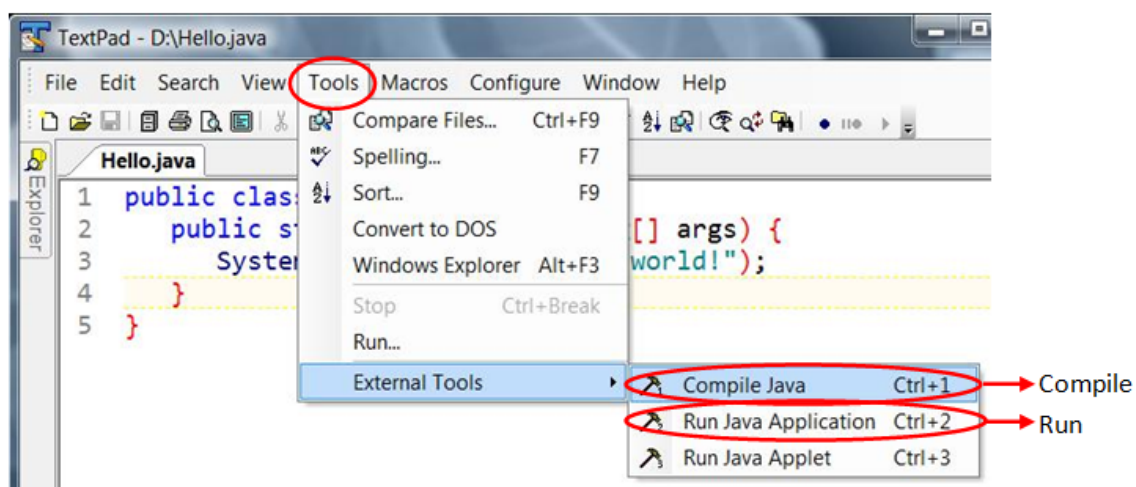 TextPad - D:\Hello.java
File Edit Search View Tools Macros Configure Window Help
Compare Files... Ctrl+F9
Hello.java
Spelling... F7
Explorer
Sort... F9
Convert to DOS
Windows Explorer Alt+F3
Stop Ctrl+Break
Run...
External Tools
1 public clas
2 public s [] args) {
3 System world!");
4 }
5 }
Compile Java Ctrl+1 Compile
Run Java Application Ctrl+2 Run
Run Java Applet Ctrl+3